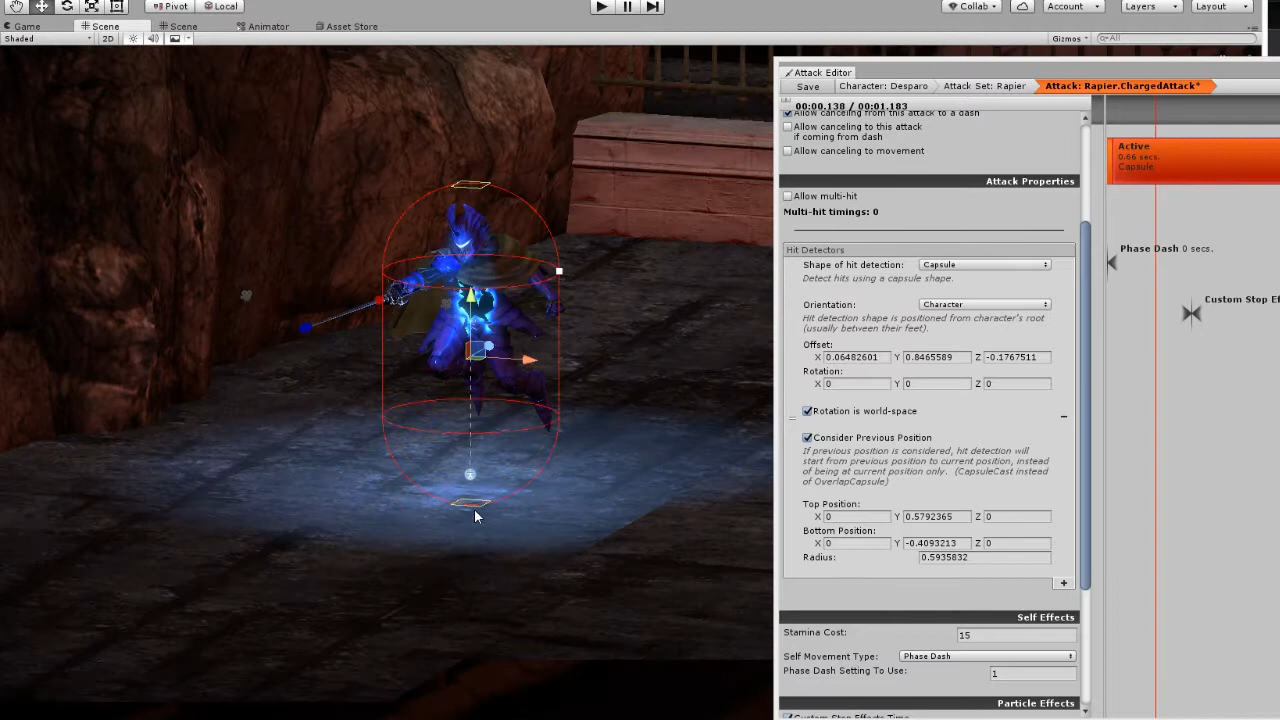 Pivot
Local
Collab
Account
Layers
Layout
Game
Scene
Scene
Animator
Asset Store
Shaded
2D
Gizmos
All
Attack Editor
Save
Character: Desparo
Attack Set: Rapier
Attack: Rapier.ChargedAttack*
00:00.138 / 00:01.183
Allow canceling from this attack to a dash
Allow canceling to this attack
if coming from dash
Allow canceling to movement
Attack Properties
Allow multi-hit
Multi-hit timings: 0
Hit Detectors
Shape of hit detection: Capsule
Detect hits using a capsule shape.
Orientation: Character
Hit detection shape is positioned from character's root
(usually between their feet).
Offset:
X 0.06482601 Y 0.8465589 Z -0.1767511
Rotation:
X 0 Y 0 Z 0
Rotation is world-space
Consider Previous Position
If previous position is considered, hit detection will
start from previous position to current position, instead
of being at current position only. (CapsuleCast instead
of OverlapCapsule)
Top Position:
X 0 Y 0.5792365 Z 0
Bottom Position:
X 0 Y -0.4093213 Z 0
Radius: 0.5935832
Self Effects
Stamina Cost: 15
Self Movement Type: Phase Dash
Phase Dash Setting To Use: 1
Particle Effects
Custom Stop Effects Time
Active
0.66 secs.
Capsule
Phase Dash 0 secs.
Custom Stop Ef